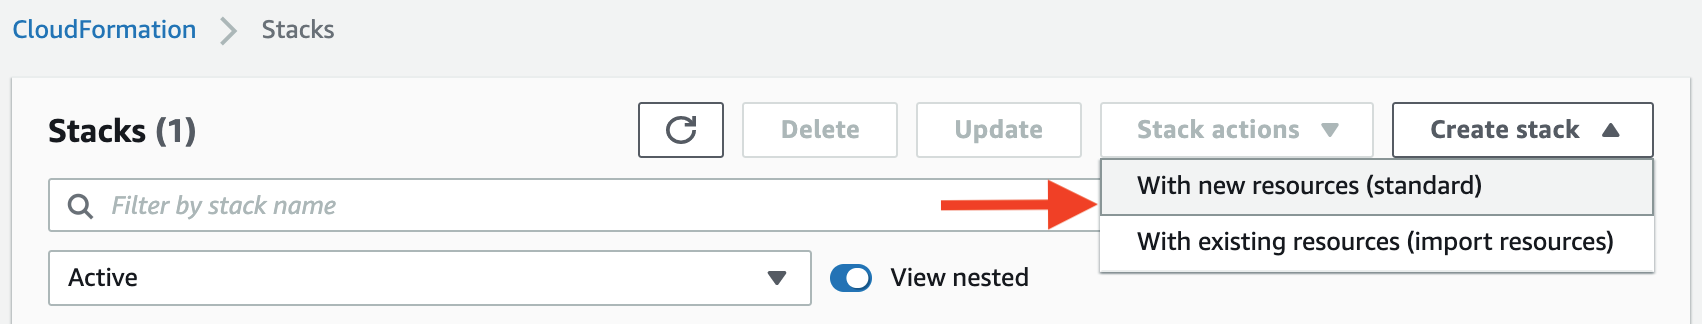 CloudFormation Stacks
Stacks (1) Delete Update Stack actions Create stack
With new resources (standard)
Filter by stack name
With existing resources (import resources)
Active View nested